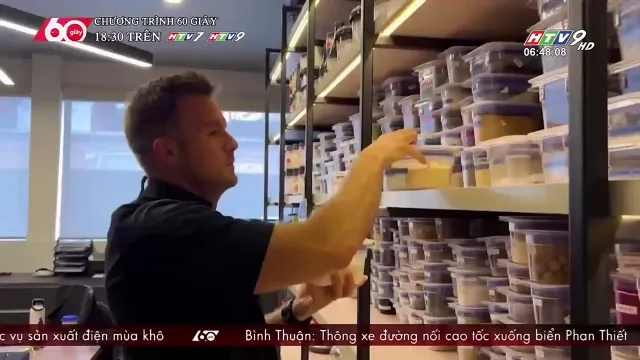 60 giây
CHƯƠNG TRÌNH 60 GIÂY
18:30 TRÊN HTV7 HTV9
HTV9 HD
06:48:08
c vụ sản xuất điện mùa khô 60 giây Bình Thuận: Thông xe đường nối cao tốc xuống biển Phan Thiết